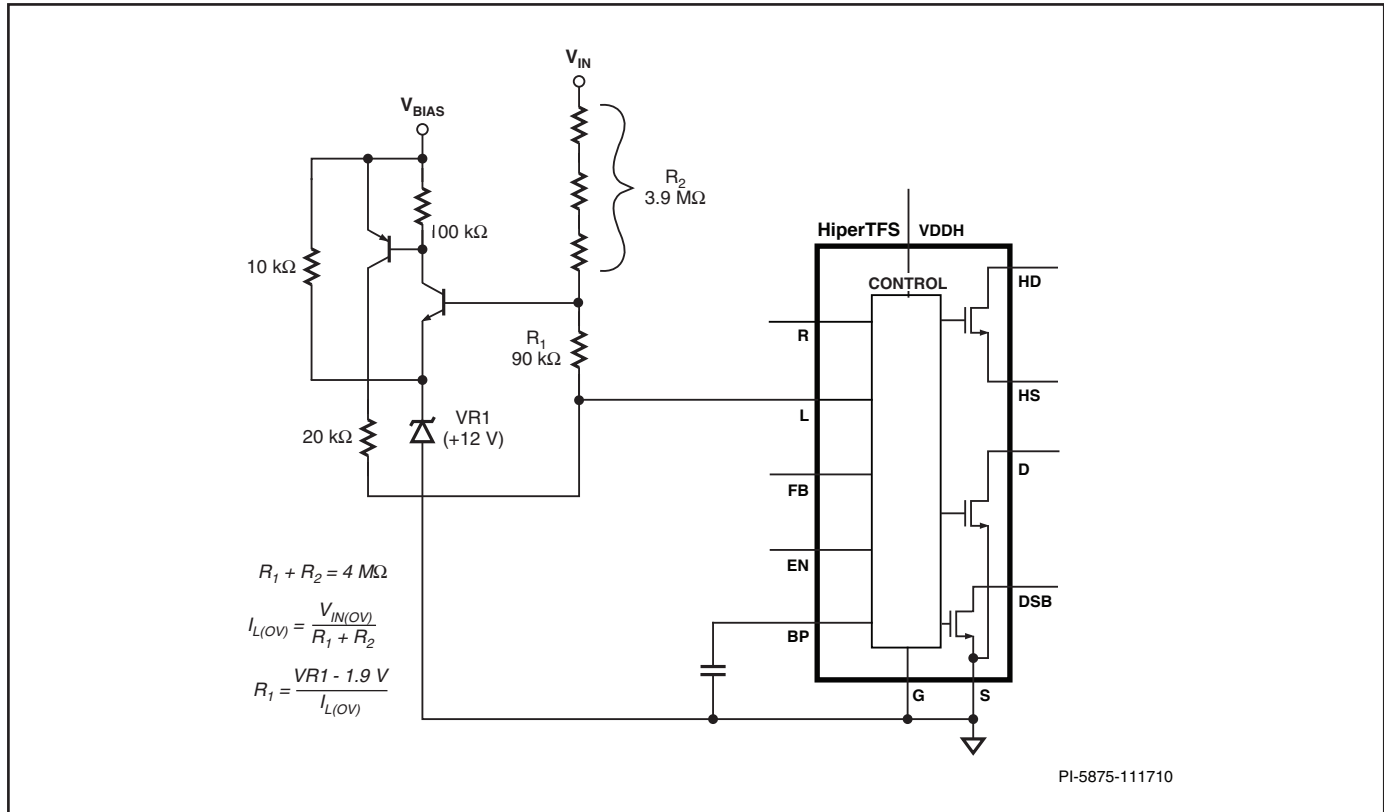 V_IN
V_BIAS
R_2
3.9 MΩ
100 kΩ
10 kΩ
R_1
90 kΩ
VR1
(+12 V)
20 kΩ
HiperTFS
VDDH
CONTROL
HD
R
HS
L
D
FB
EN
DSB
BP
G
S
R_1 + R_2 = 4 MΩ
I_L(OV) = V_IN(OV) / R_1 + R_2
R_1 = VR1 - 1.9 V / I_L(OV)
PI-5875-111710